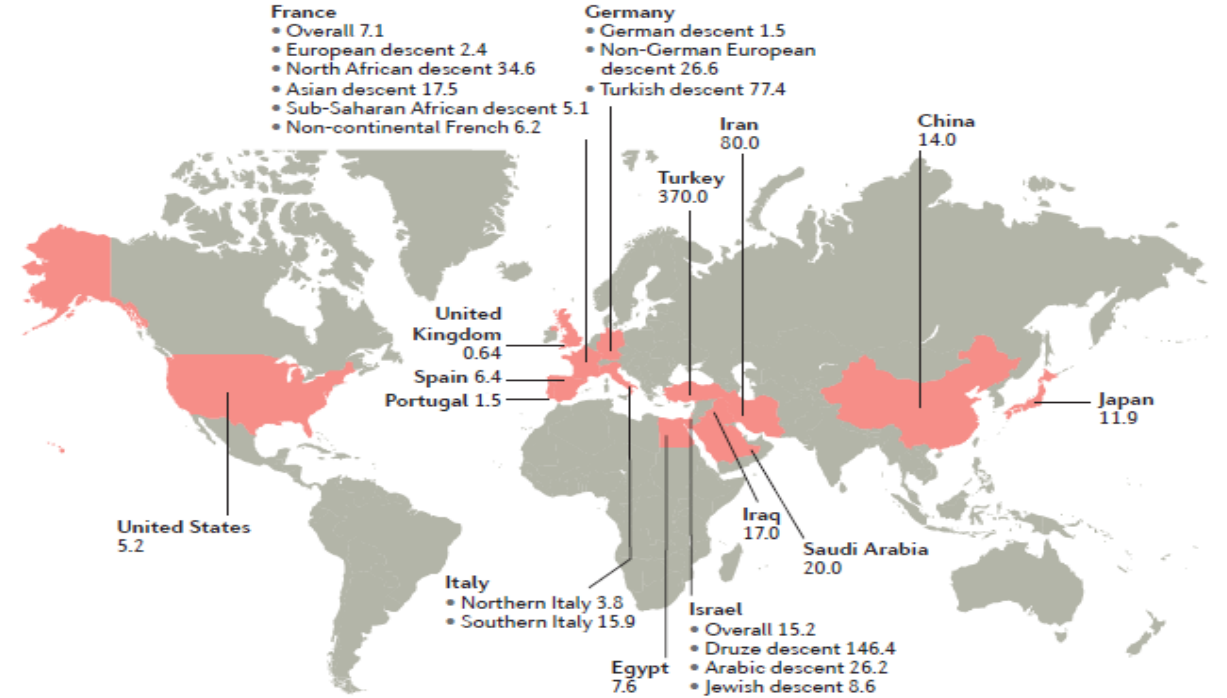 France
• Overall 7.1
• European descent 2.4
• North African descent 34.6
• Asian descent 17.5
• Sub-Saharan African descent 5.1
• Non-continental French 6.2
Germany
• German descent 1.5
• Non-German European
descent 26.6
• Turkish descent 77.4
Iran
80.0
China
14.0
Turkey
370.0
United
Kingdom
0.64
Spain 6.4
Portugal 1.5
Japan
11.9
United States
5.2
Iraq
17.0
Saudi Arabia
20.0
Italy
• Northern Italy 3.8
• Southern Italy 15.9
Egypt
7.6
Israel
• Overall 15.2
• Druze descent 146.4
• Arabic descent 26.2
• Jewish descent 8.6